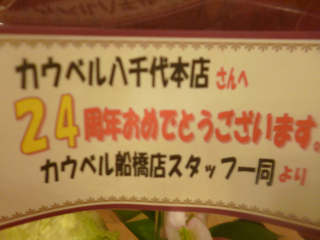 カウベル八千代本店さんへ
24周年おめでとうございます。
カウベル船橋店スタッフ一同より